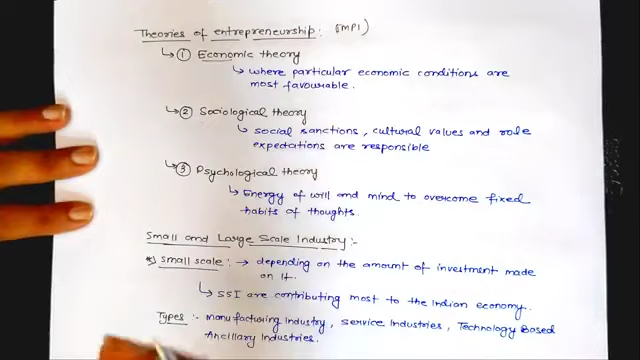 Theories of entrepreneurship: (MPI)
↳ ① Economic theory
↳ where particular economic conditions are
most favourable.
↳ ② Sociological theory
↳ social sanctions, cultural values and role
expectations are responsible
↳ ③ Psychological theory
↳ Energy of will and mind to overcome fixed
habits of thoughts.
Small and Large Scale Industry:-
*) Small scale: → depending on the amount of investment made
on it.
↳ SSI are contributing most to the Indian economy.
Types :- manufacturing industry, Service Industries, Technology Based
Ancillary Industries.